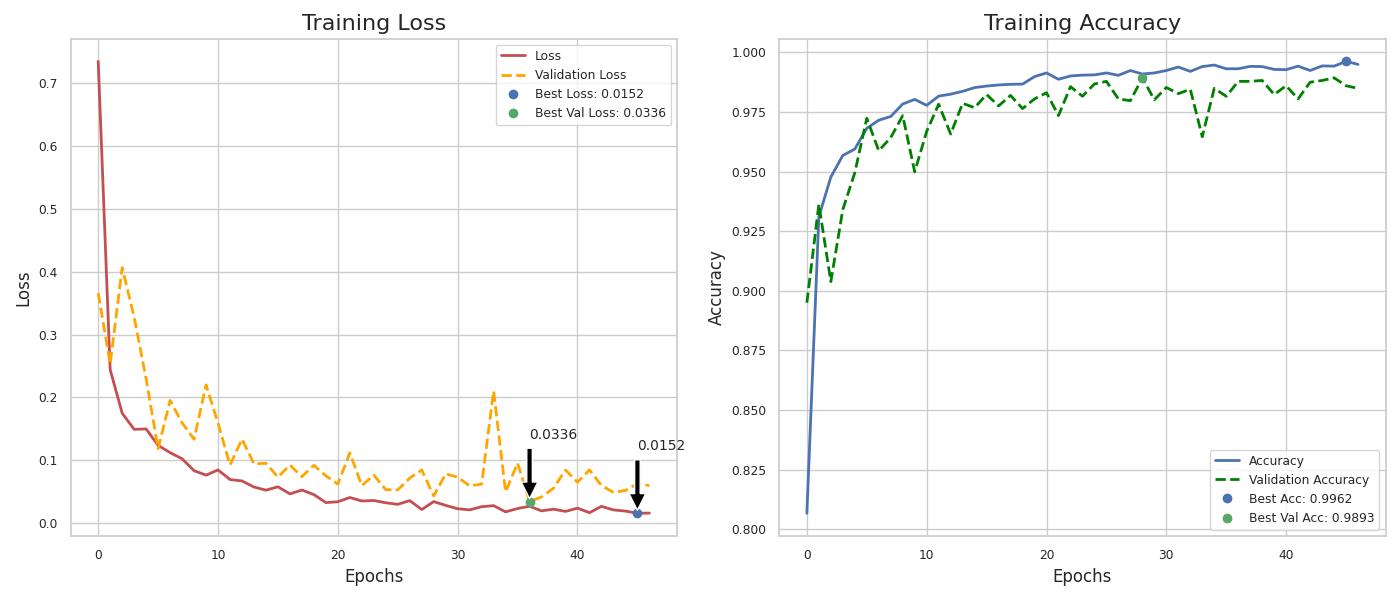 Training Loss
Loss
Validation Loss
Best Loss: 0.0152
Best Val Loss: 0.0336
0.7
0.6
0.5
0.4
0.3
0.2
0.1
0.0
0.0336
0.0152
0
10
20
30
40
Loss
Epochs
Training Accuracy
1.000
0.975
0.950
0.925
0.900
0.875
0.850
0.825
0.800
Accuracy
Validation Accuracy
Best Acc: 0.9962
Best Val Acc: 0.9893
0
10
20
30
40
Accuracy
Epochs